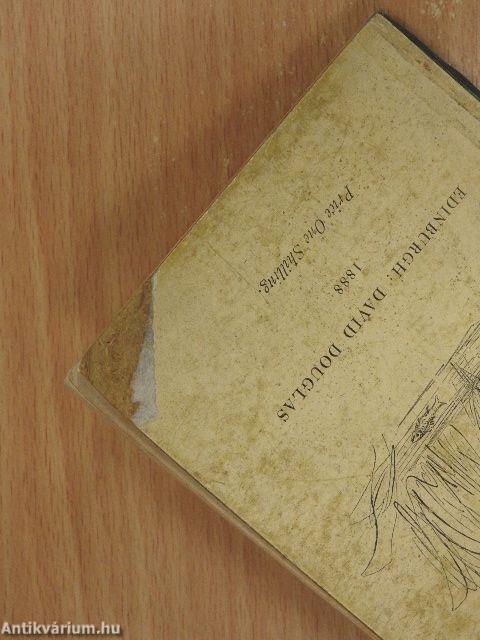 EDINBURGH: DAVID DOUGLAS
1888
Price One Shilling.
Antikvárium.hu